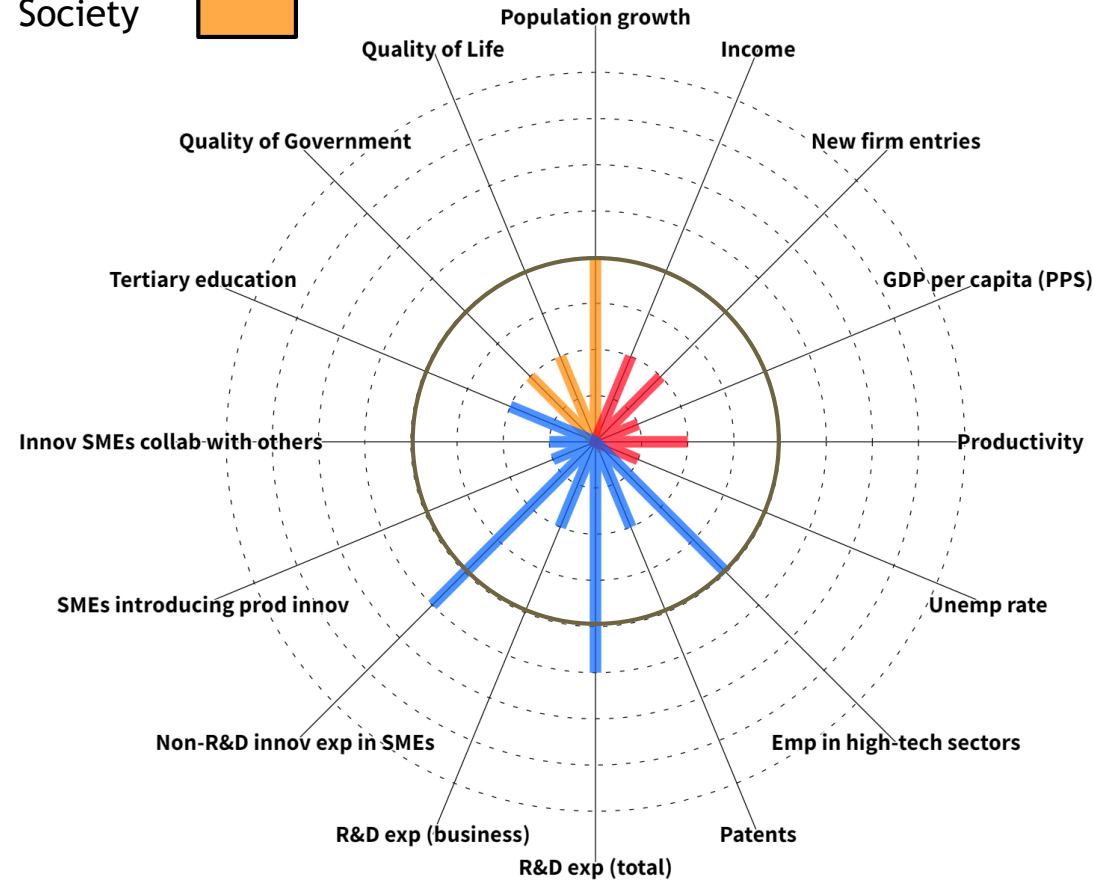 Society
Population growth
Quality of Life
Income
Quality of Government
New firm entries
Tertiary education
GDP per capita (PPS)
Innov SMEs collab with others
Productivity
SMEs introducing prod innov
Unemp rate
Non-R&D innov exp in SMEs
Emp in high-tech sectors
R&D exp (business)
Patents
R&D exp (total)